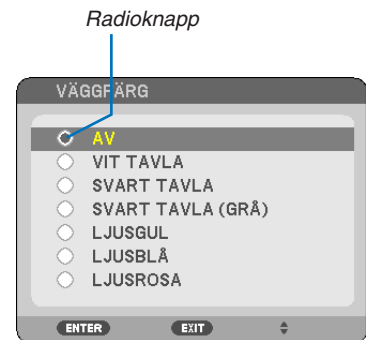 Radioknapp
VÄGGFÄRG
AV
VIT TAVLA
SVART TAVLA
SVART TAVLA (GRÅ)
LJUSGUL
LJUSBLÅ
LJUSROSA
ENTER EXIT